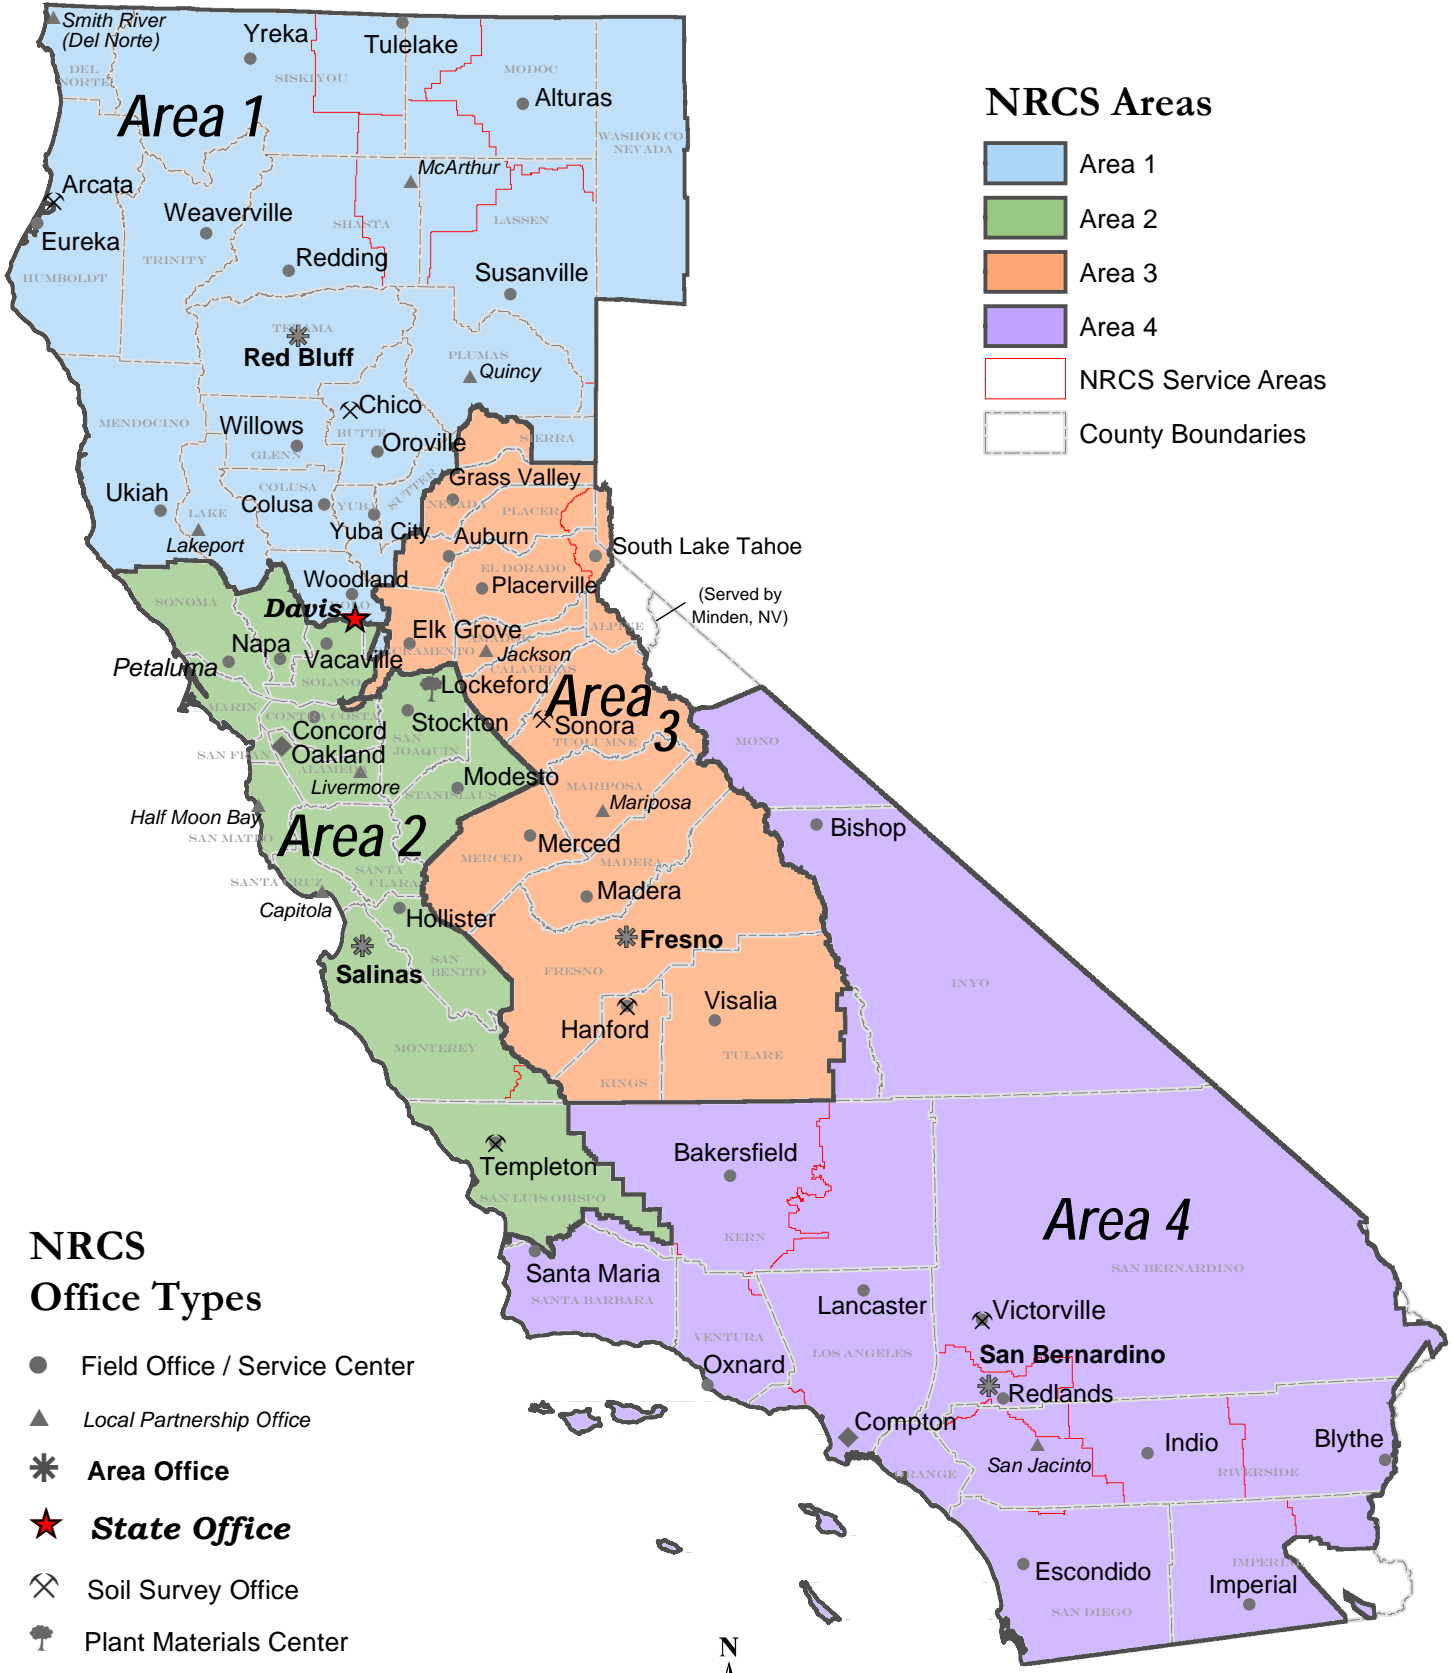 Smith River
(Del Norte)
Yreka
Tulelake
DEL
NORTE
SISKIYOU
MODOC
Alturas
Area 1
WASHOE CO
NEVADA
McArthur
Arcata
Weaverville
SHASTA
LASSEN
Eureka
Redding
TRINITY
HUMBOLDT
Susanville
TEHAMA
Red Bluff
PLUMAS
Quincy
Chico
MENDOCINO
Willows
BUTTE
Oroville
SIERRA
GLENN
Grass Valley
COLUSA
SUTTER
Ukiah
Colusa
YUBA
NEVADA
LAKE
PLACER
Yuba City
Auburn
Lakeport
South Lake Tahoe
EL DORADO
Woodland
Placerville
(Served by
Minden, NV)
SONOMA
Davis
YOLO
ALPINE
Elk Grove
AMADOR
Napa
Vacaville
Jackson
Petaluma
CALAVERAS
SOLANO
Lockeford
Area
3
MARIN
CONTRA COSTA
Stockton
Sonora
Concord
SAN
JOAQUIN
TUOLUMNE
MONO
SAN FRAN
Oakland
ALAMEDA
Livermore
Modesto
STANISLAUS
MARIPOSA
Mariposa
Half Moon Bay
SAN MATEO
Area 2
Merced
Bishop
MERCED
MADERA
SANTA
CLARA
SANTA CRUZ
Madera
Capitola
Hollister
Fresno
Salinas
SAN
BENITO
FRESNO
INYO
Visalia
Hanford
MONTEREY
TULARE
KINGS
Bakersfield
Templeton
SAN LUIS OBISPO
Area 4
KERN
SAN BERNARDINO
Santa Maria
SANTA BARBARA
Lancaster
Victorville
VENTURA
LOS ANGELES
San Bernardino
Oxnard
Redlands
Compton
Indio
Blythe
San Jacinto
ORANGE
RIVERSIDE
Escondido
IMPERIAL
Imperial
SAN DIEGO
N
NRCS Areas
Area 1
Area 2
Area 3
Area 4
NRCS Service Areas
County Boundaries
NRCS
Office Types
Field Office / Service Center
Local Partnership Office
Area Office
State Office
Soil Survey Office
Plant Materials Center